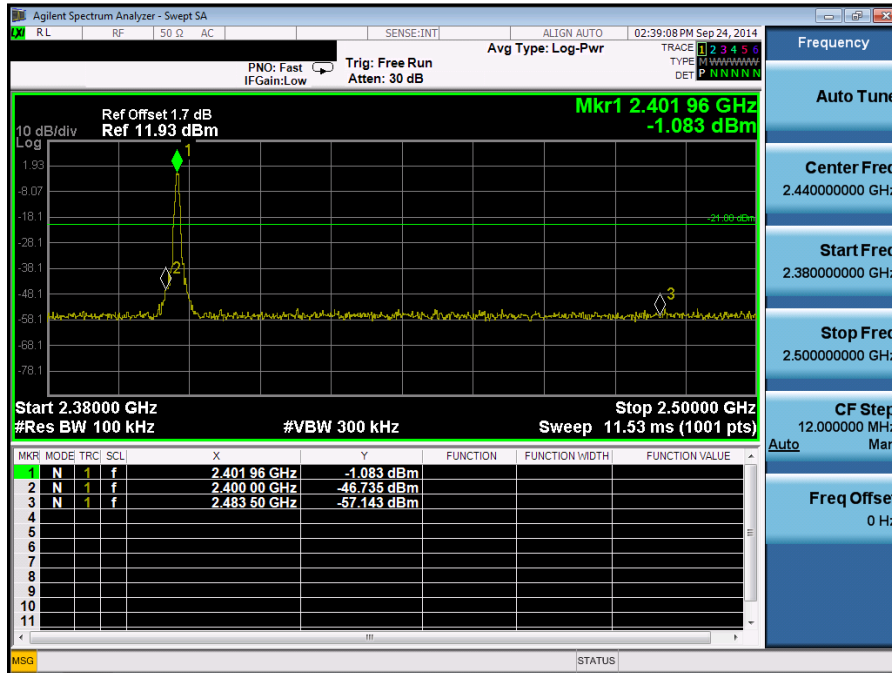 Agilent Spectrum Analyzer - Swept SA
LXI RL RF 50 Ω AC SENSE:INT ALIGN AUTO 02:39:08 PM Sep 24, 2014
Avg Type: Log-Pwr
TRACE 1 2 3 4 5 6
TYPE M WWWWW
DET P N N N N N
PNO: Fast
IFGain:Low
Trig: Free Run
Atten: 30 dB
Ref Offset 1.7 dB
10 dB/div Ref 11.93 dBm
Log
Mkr1 2.401 96 GHz
-1.083 dBm
1
1.93
-8.07
-18.1
-21.08 dBm
-28.1
-38.1
2
-48.1
3
-58.1
-68.1
-78.1
Start 2.38000 GHz Stop 2.50000 GHz
#Res BW 100 kHz #VBW 300 kHz Sweep 11.53 ms (1001 pts)
MKR MODE TRC SCL X Y FUNCTION FUNCTION WIDTH FUNCTION VALUE
1 N 1 f 2.401 96 GHz -1.083 dBm
2 N 1 f 2.400 00 GHz -46.735 dBm
3 N 1 f 2.483 50 GHz -57.143 dBm
4
5
6
7
8
9
10
11
MSG STATUS
Frequency
Auto Tune
Center Freq
2.440000000 GHz
Start Freq
2.380000000 GHz
Stop Freq
2.500000000 GHz
CF Step
12.000000 MHz
Auto Man
Freq Offset
0 Hz